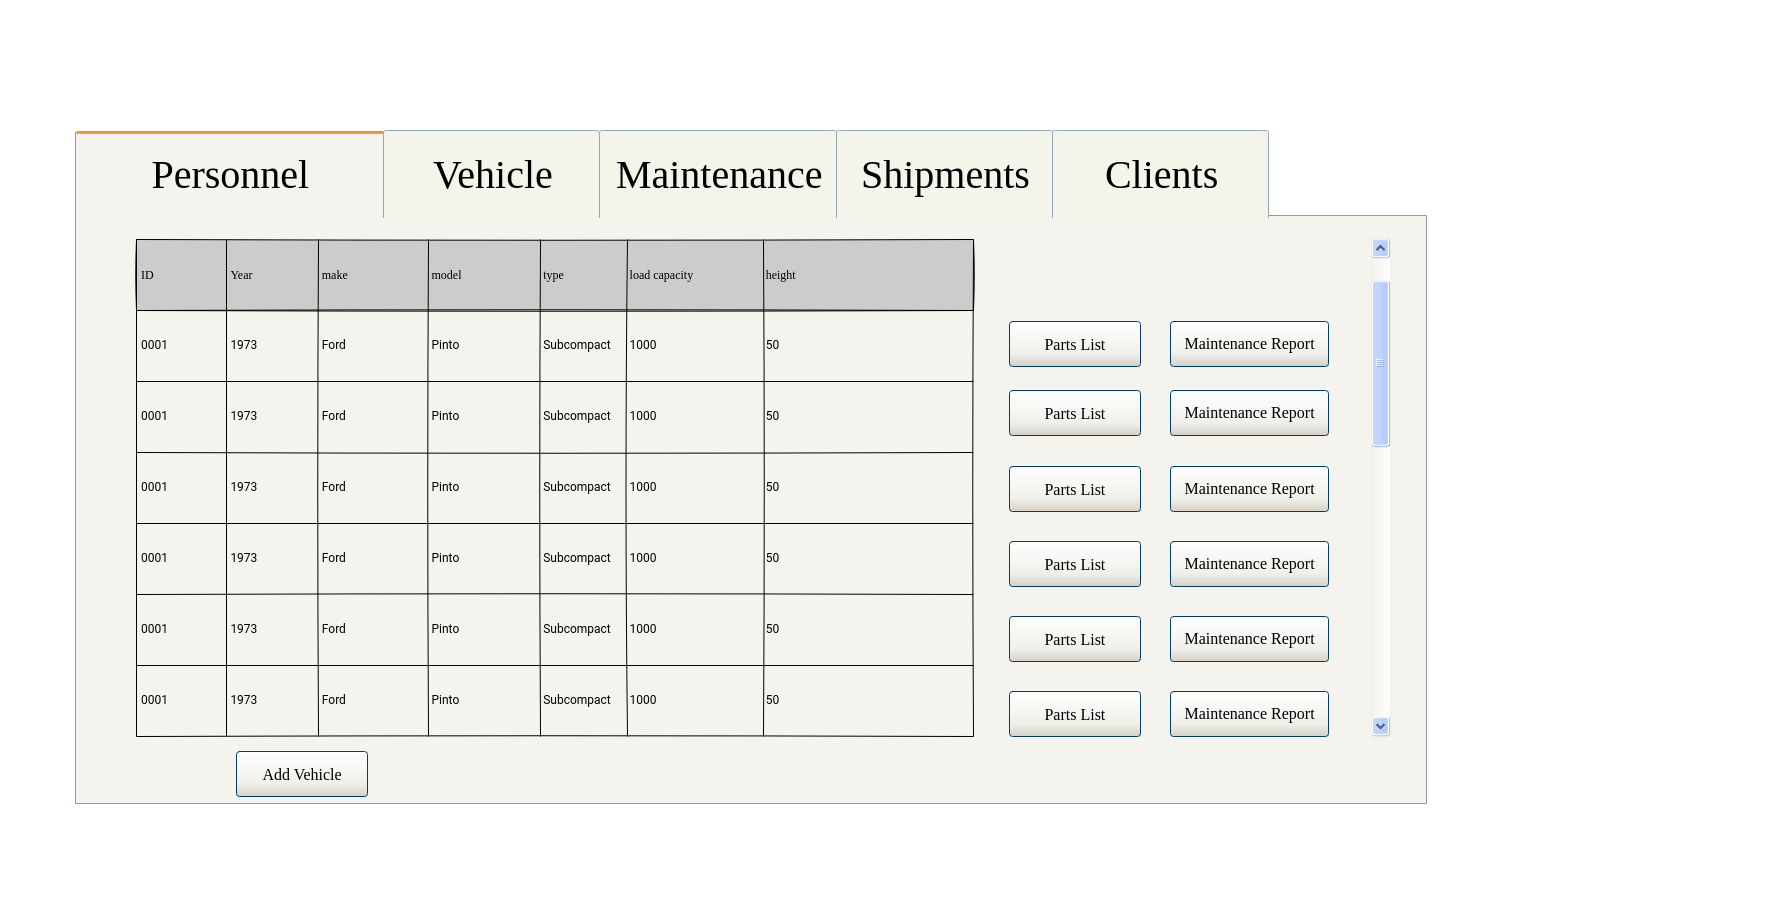 Personnel Vehicle Maintenance Shipments Clients
ID Year make model type load capacity height
0001 1973 Ford Pinto Subcompact 1000 50 Parts List Maintenance Report
0001 1973 Ford Pinto Subcompact 1000 50 Parts List Maintenance Report
0001 1973 Ford Pinto Subcompact 1000 50 Parts List Maintenance Report
0001 1973 Ford Pinto Subcompact 1000 50 Parts List Maintenance Report
0001 1973 Ford Pinto Subcompact 1000 50 Parts List Maintenance Report
0001 1973 Ford Pinto Subcompact 1000 50 Parts List Maintenance Report
Add Vehicle